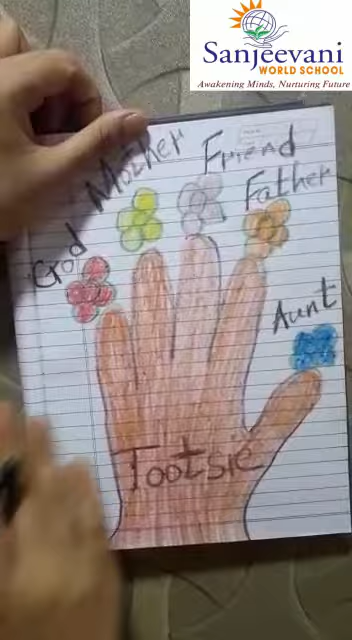 Sanjeevani
WORLD SCHOOL
Awakening Minds, Nurturing Future
God
Mother
Friend
Father
Aunt
Tootsie